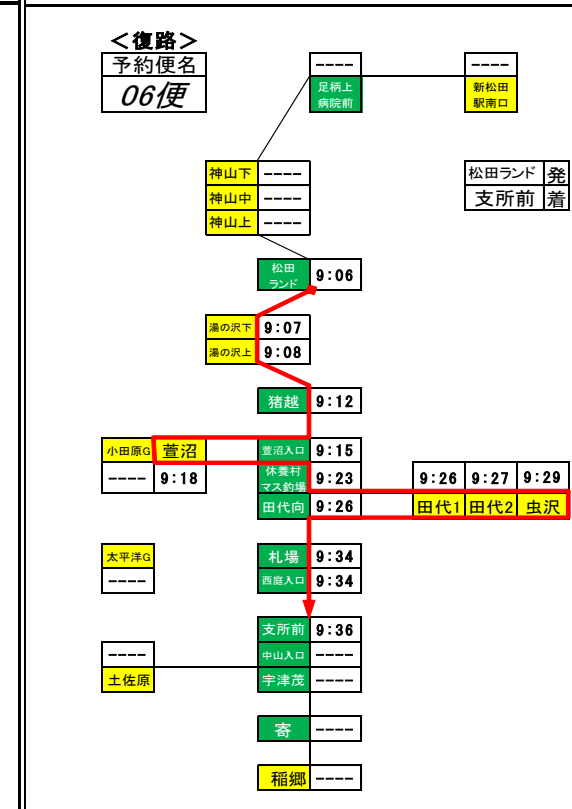 ＜復路＞
予約便名
06便
---- ----
足柄上 新松田
病院前 駅南口
神山下 ----
神山中 ----
神山上 ----
松田ランド 発
支所前 着
松田
ランド 9:06
湯の沢下 9:07
湯の沢上 9:08
猪越 9:12
小田原G 萱沼 萱沼入口 9:15
---- 9:18 休養村
マス釣場 9:23 9:26 9:27 9:29
田代向 9:26 田代1 田代2 虫沢
太平洋G 札場 9:34
---- 西庭入口 9:34
支所前 9:36
---- 中山入口 ----
土佐原 宇津茂 ----
寄 ----
稲郷 ----